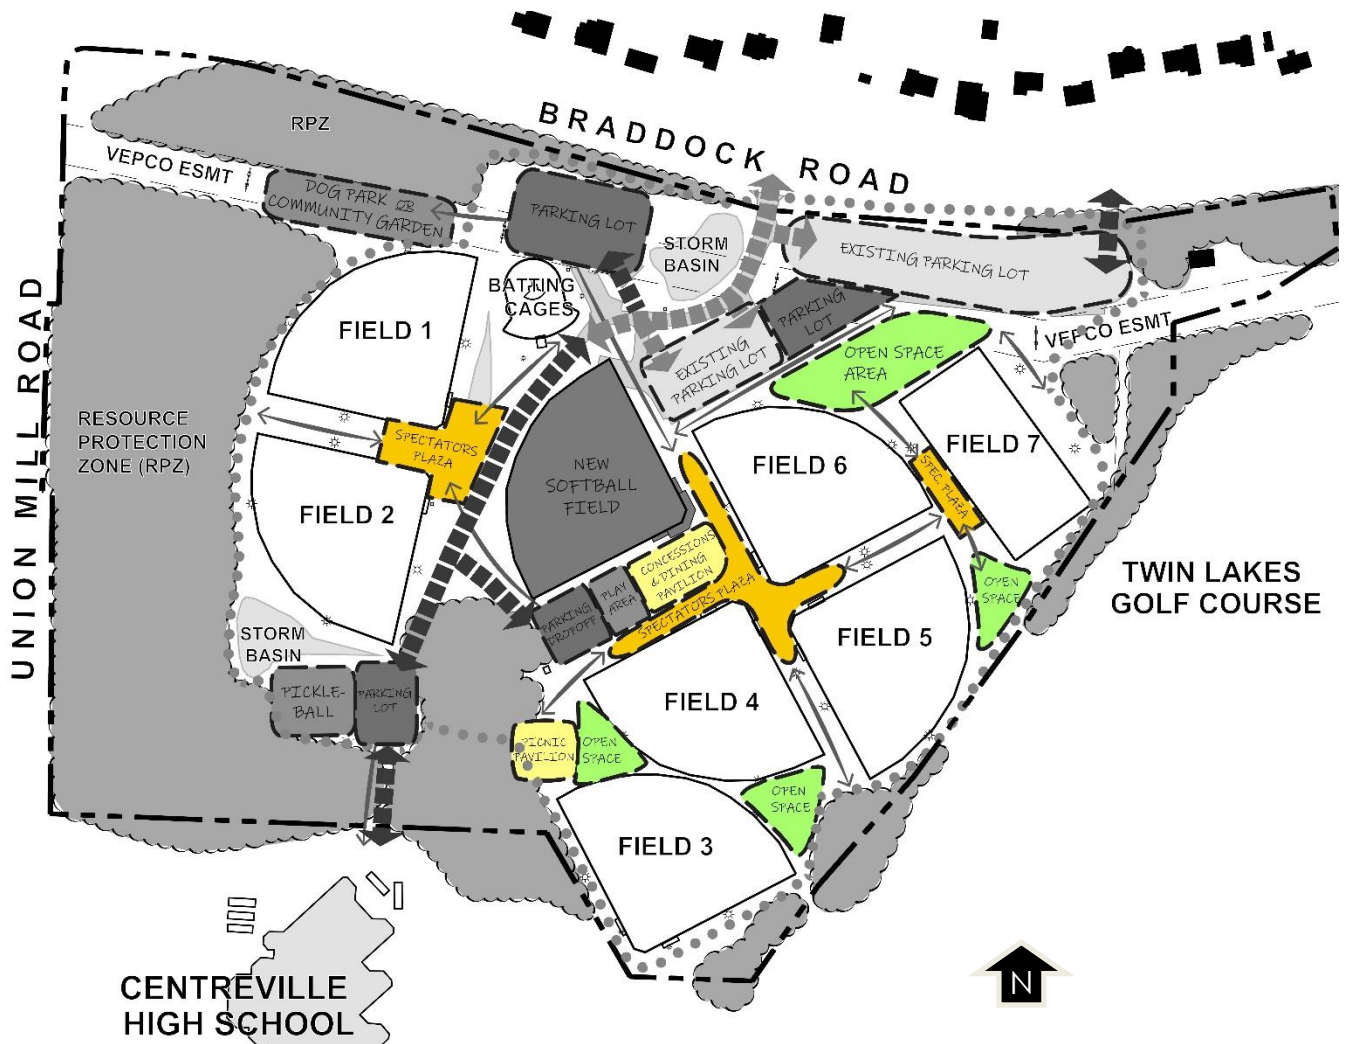 BRADDOCK ROAD
RPZ
VEPCO ESMT
DOG PARK OR
COMMUNITY
GARDEN
PARKING LOT
STORM
BASIN
EXISTING PARKING LOT
BATTING
CAGES
PARKING
LOT
VEPCO ESMT
FIELD 1
EXISTING
PARKING LOT
OPEN SPACE
AREA
UNION MILL ROAD
RESOURCE
PROTECTION
ZONE (RPZ)
SPECTATORS
PLAZA
NEW
SOFTBALL
FIELD
FIELD 6
FIELD 7
SPEC. PLAZA
FIELD 2
CONCESSIONS
& DINING
PAVILION
PLAY
AREA
PARKING
DROPOFF
SPECTATORS PLAZA
OPEN
SPACE
TWIN LAKES
GOLF COURSE
STORM
BASIN
FIELD 5
PICKLE-
BALL
PARKING
LOT
FIELD 4
PICNIC
PAVILION
OPEN
SPACE
OPEN
SPACE
FIELD 3
CENTREVILLE
HIGH SCHOOL
N